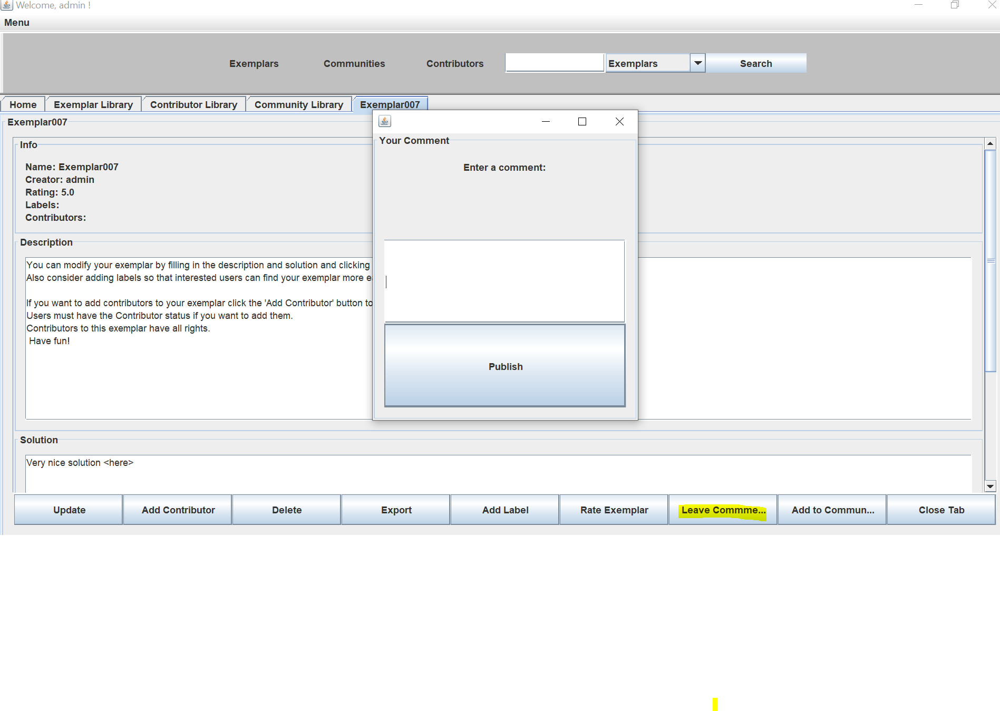 Welcome, admin !
Menu
Exemplars Communities Contributors Exemplars Search
Home Exemplar Library Contributor Library Community Library Exemplar007
Exemplar007
Info
Name: Exemplar007
Creator: admin
Rating: 5.0
Labels:
Contributors:
Description
You can modify your exemplar by filling in the description and solution and clicking
Also consider adding labels so that interested users can find your exemplar more
If you want to add contributors to your exemplar click the 'Add Contributor' button to
Users must have the Contributor status if you want to add them.
Contributors to this exemplar have all rights.
Have fun!
Your Comment
Enter a comment:
Publish
Solution
Very nice solution <here>
Update Add Contributor Delete Export Add Label Rate Exemplar Leave Commme... Add to Commun... Close Tab